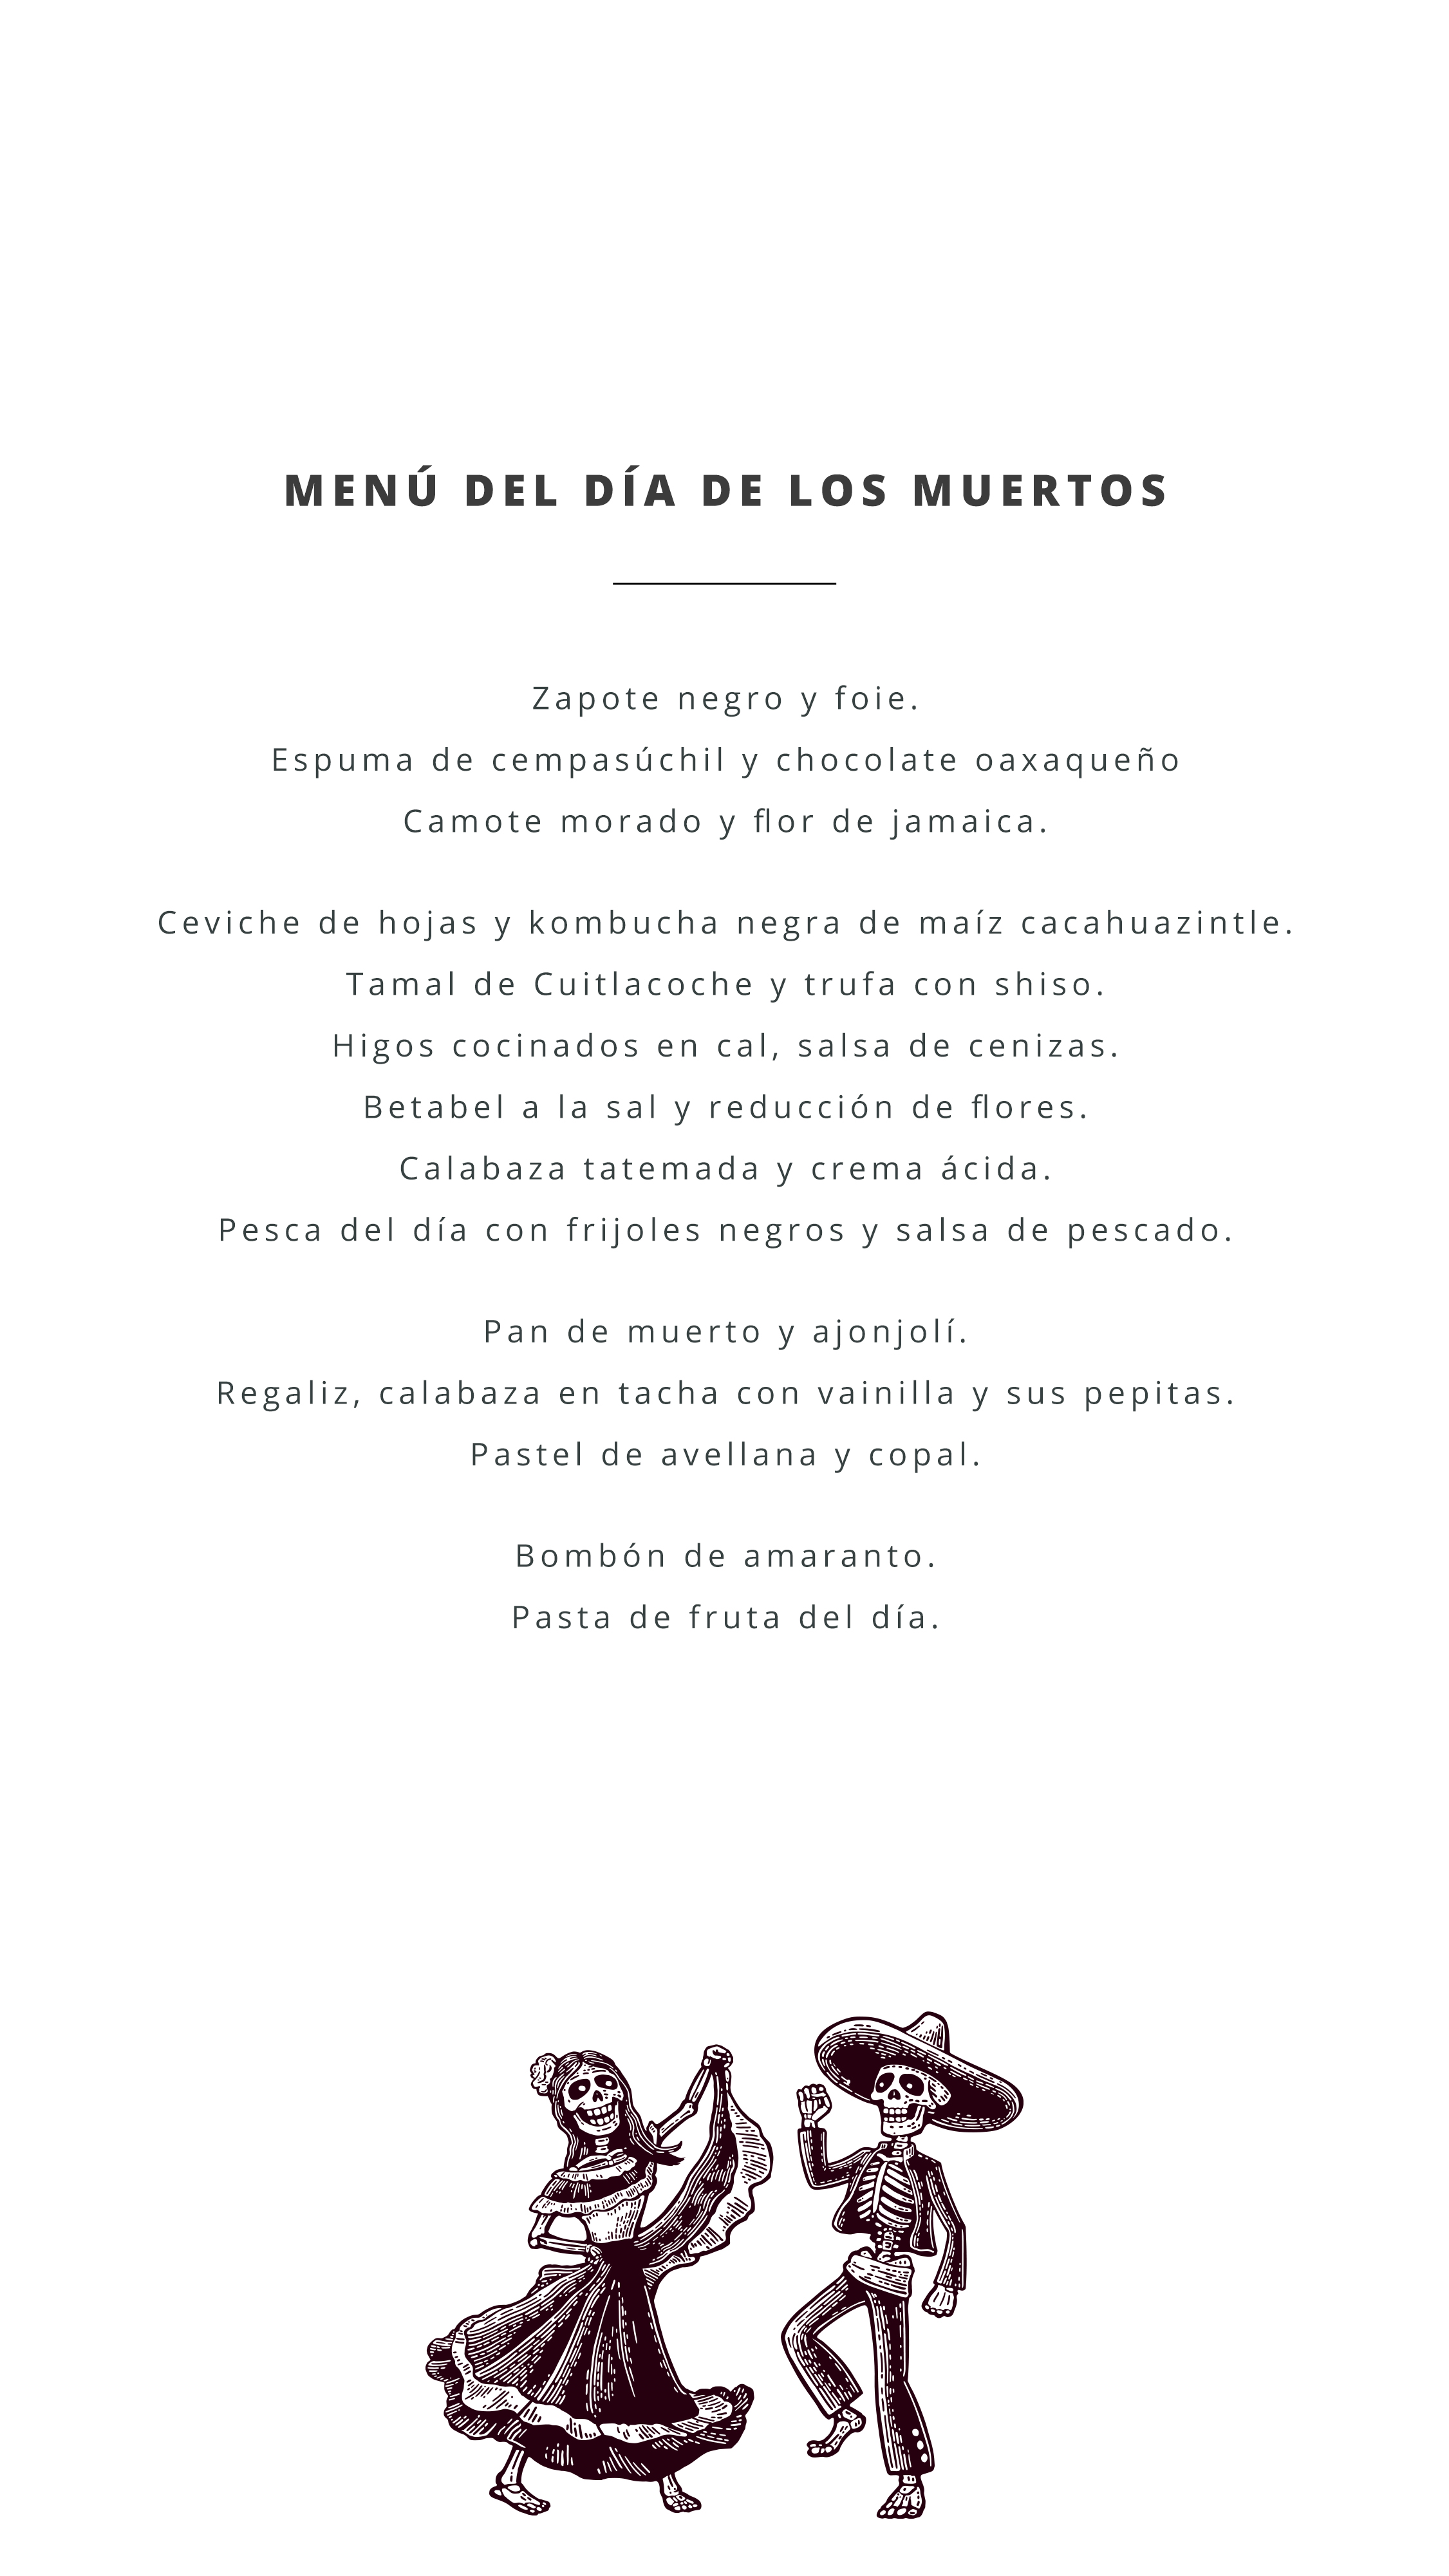 MENÚ DEL DÍA DE LOS MUERTOS
Zapote negro y foie.
Espuma de cempasúchil y chocolate oaxaqueño
Camote morado y flor de jamaica.
Ceviche de hojas y kombucha negra de maíz cacahuazintle.
Tamal de Cuitlacoche y trufa con shiso.
Higos cocinados en cal, salsa de cenizas.
Betabel a la sal y reducción de flores.
Calabaza tatemada y crema ácida.
Pesca del día con frijoles negros y salsa de pescado.
Pan de muerto y ajonjolí.
Regaliz, calabaza en tacha con vainilla y sus pepitas.
Pastel de avellana y copal.
Bombón de amaranto.
Pasta de fruta del día.